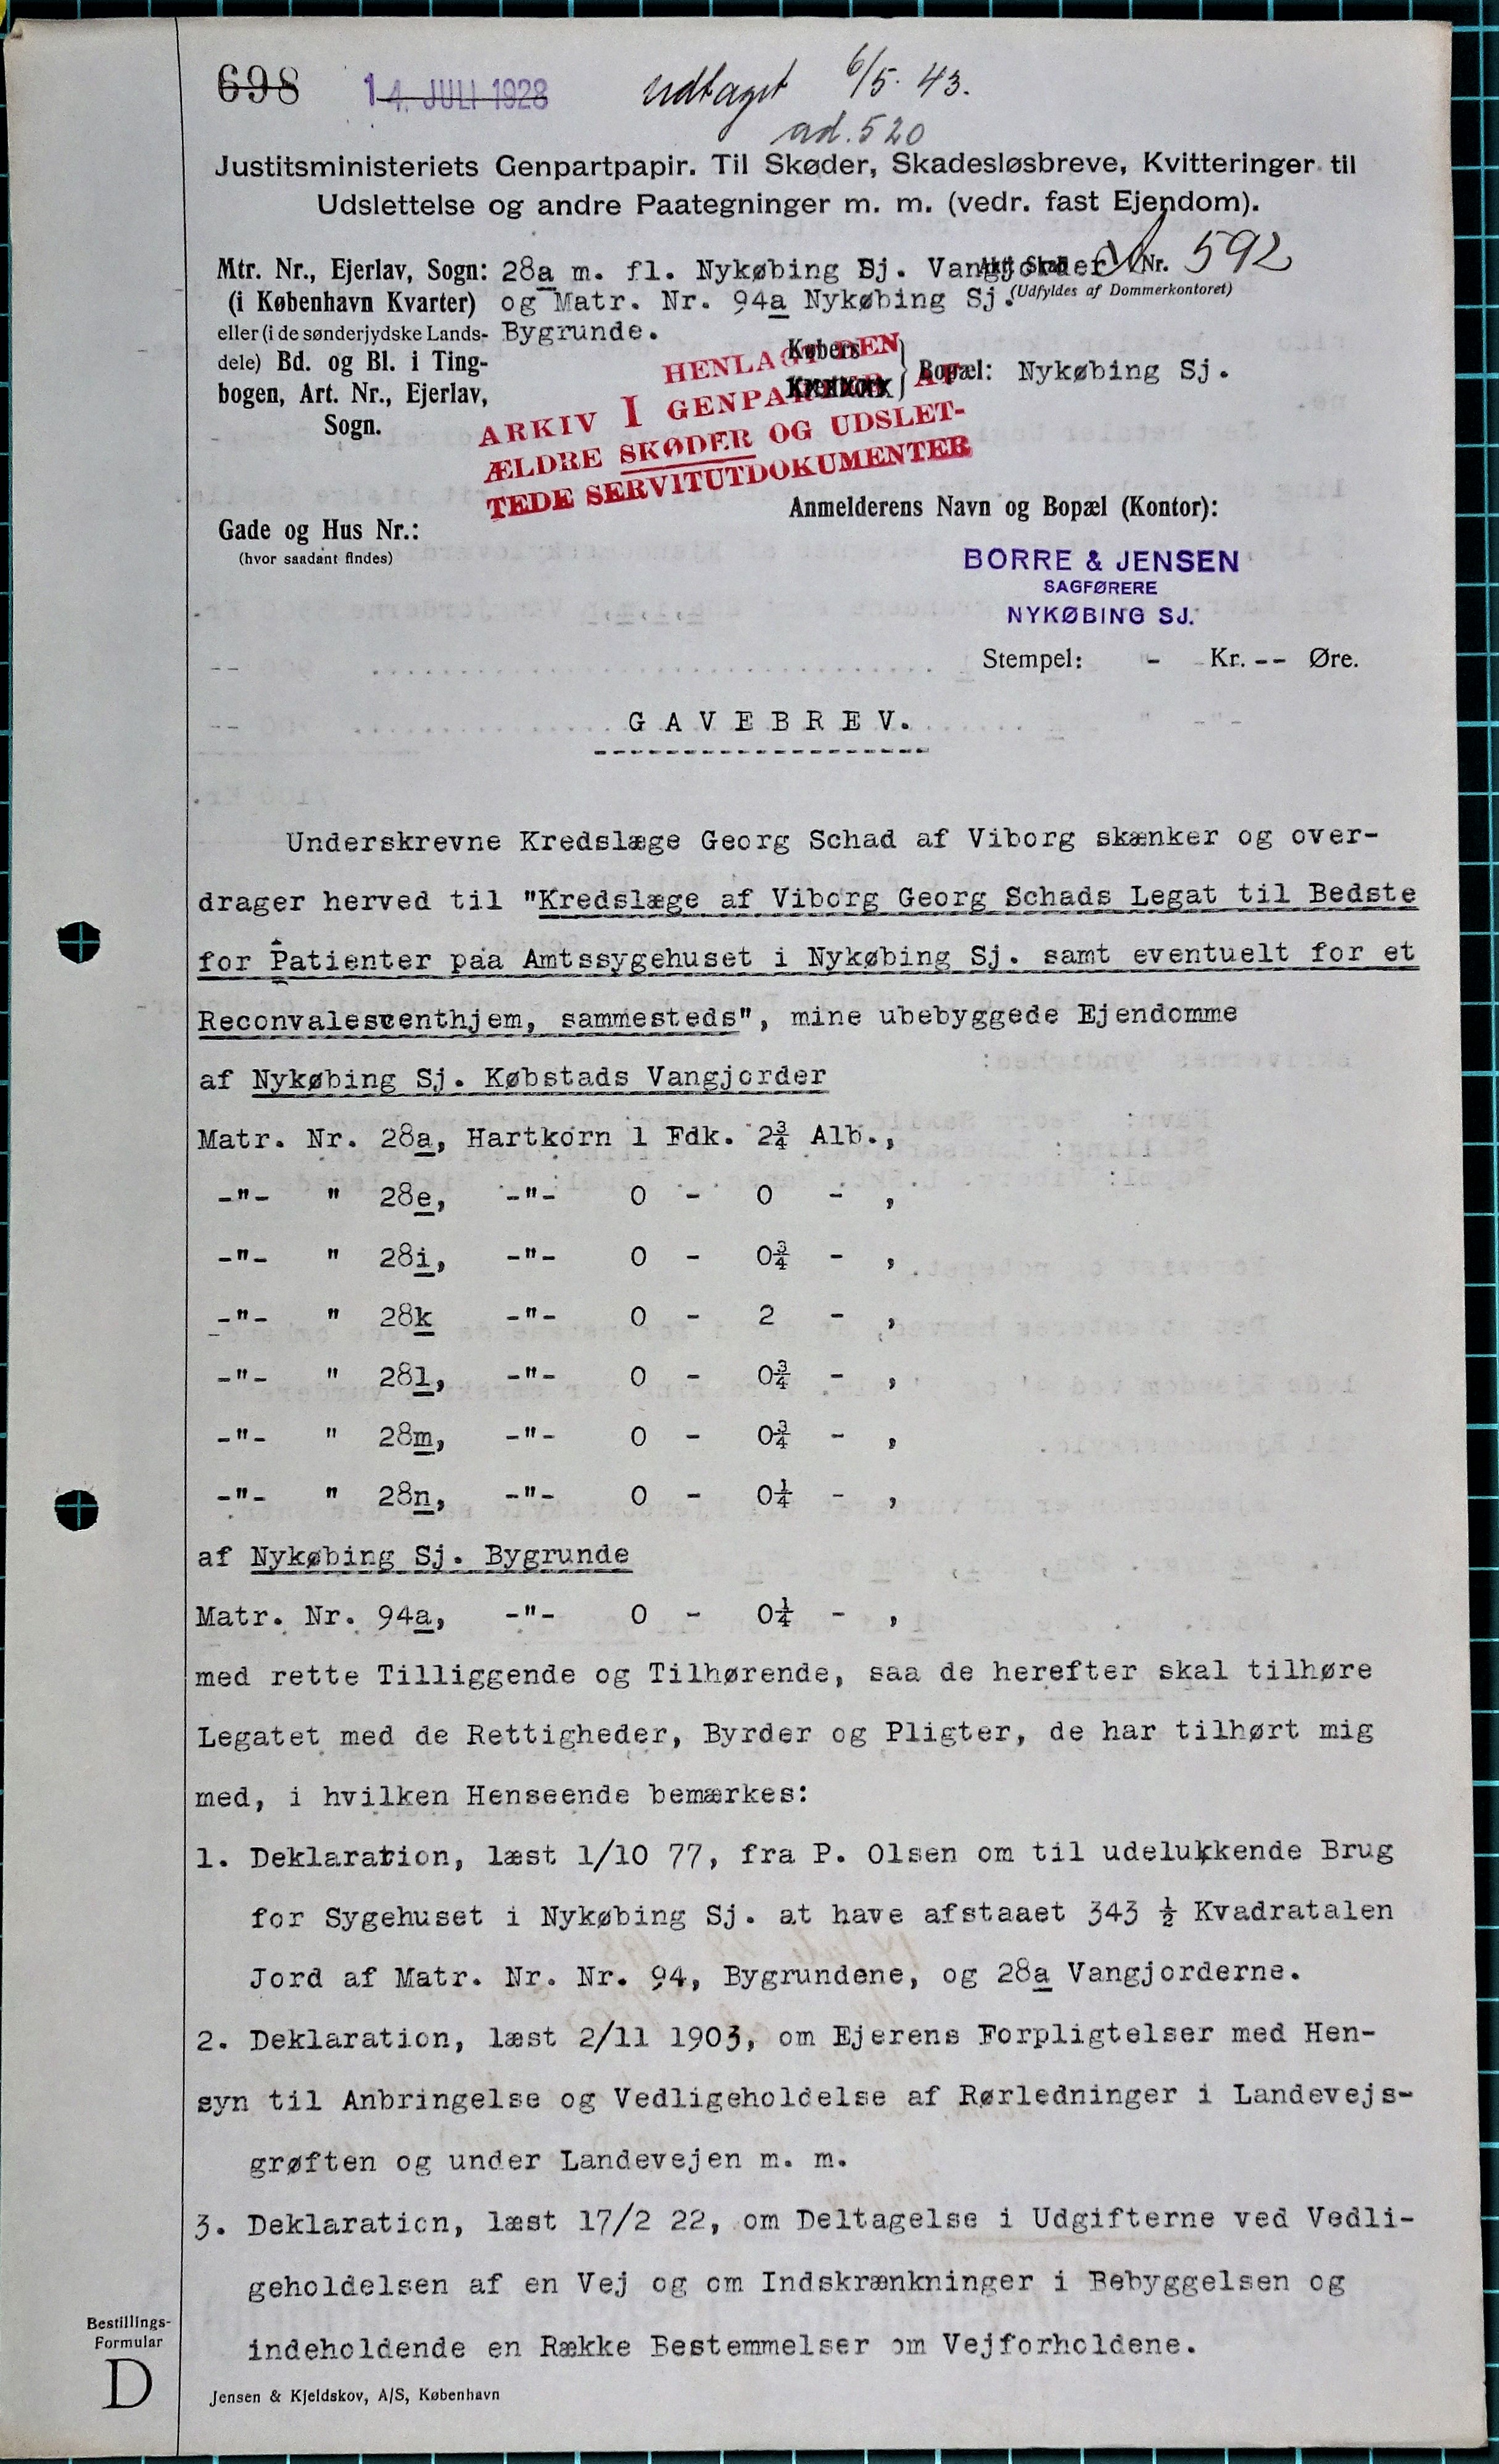 698 14. JULI 1928 udtaget 6/5. 43.
ad. 520
Justitsministeriets Genpartpapir. Til Skøder, Skadesløsbreve, Kvitteringer til
Udslettelse og andre Paategninger m. m. (vedr. fast Ejendom).
Mtr. Nr., Ejerlav, Sogn: 28a m. fl. Nykøbing Sj. Vangjorder Akt: Skab Nr. 592
(i København Kvarter) og Matr. Nr. 94a Nykøbing Sj. (Udfyldes af Dommerkontoret)
eller (i de sønderjydske Lands- Bygrunde.
dele) Bd. og Bl. i Ting-
bogen, Art. Nr., Ejerlav,
Sogn.
Købers
Kreditors } Bopæl: Nykøbing Sj.
HENLAGT DEN
ARKIV I GENPARTER AF
ÆLDRE SKØDER OG UDSLET-
TEDE SERVITUTDOKUMENTER
Gade og Hus Nr.:
(hvor saadant findes)
Anmelderens Navn og Bopæl (Kontor):
BORRE & JENSEN
SAGFØRERE
NYKØBING SJ.
Stempel: - Kr. -- Øre.
G A V E B R E V.
Underskrevne Kredslæge Georg Schad af Viborg skænker og over-
drager herved til "Kredslæge af Viborg Georg Schads Legat til Bedste
for Patienter paa Amtssygehuset i Nykøbing Sj. samt eventuelt for et
Reconvalescenthjem, sammesteds", mine ubebyggede Ejendomme
af Nykøbing Sj. Købstads Vangjorder
Matr. Nr. 28a, Hartkorn 1 Fdk. 2¾ Alb.,
-"- " 28e, -"- 0 - 0 - ,
-"- " 28i, -"- 0 - 0¾ - ,
-"- " 28k -"- 0 - 2 - ,
-"- " 28l, -"- 0 - 0¾ - ,
-"- " 28m, -"- 0 - 0¾ - ,
-"- " 28n, -"- 0 - 0¼ - ,
af Nykøbing Sj. Bygrunde
Matr. Nr. 94a, -"- 0 - 0¼ - ,
med rette Tilliggende og Tilhørende, saa de herefter skal tilhøre
Legatet med de Rettigheder, Byrder og Pligter, de har tilhørt mig
med, i hvilken Henseende bemærkes:
1. Deklaration, læst 1/10 77, fra P. Olsen om til udelukkende Brug
for Sygehuset i Nykøbing Sj. at have afstaaet 343 ½ Kvadratalen
Jord af Matr. Nr. Nr. 94, Bygrundene, og 28a Vangjorderne.
2. Deklaration, læst 2/11 1903, om Ejerens Forpligtelser med Hen-
syn til Anbringelse og Vedligeholdelse af Rørledninger i Landevejs-
grøften og under Landevejen m. m.
3. Deklaration, læst 17/2 22, om Deltagelse i Udgifterne ved Vedli-
geholdelsen af en Vej og om Indskrænkninger i Bebyggelsen og
indeholdende en Række Bestemmelser om Vejforholdene.
Bestillings-
Formular
D
Jensen & Kjeldskov, A/S, København